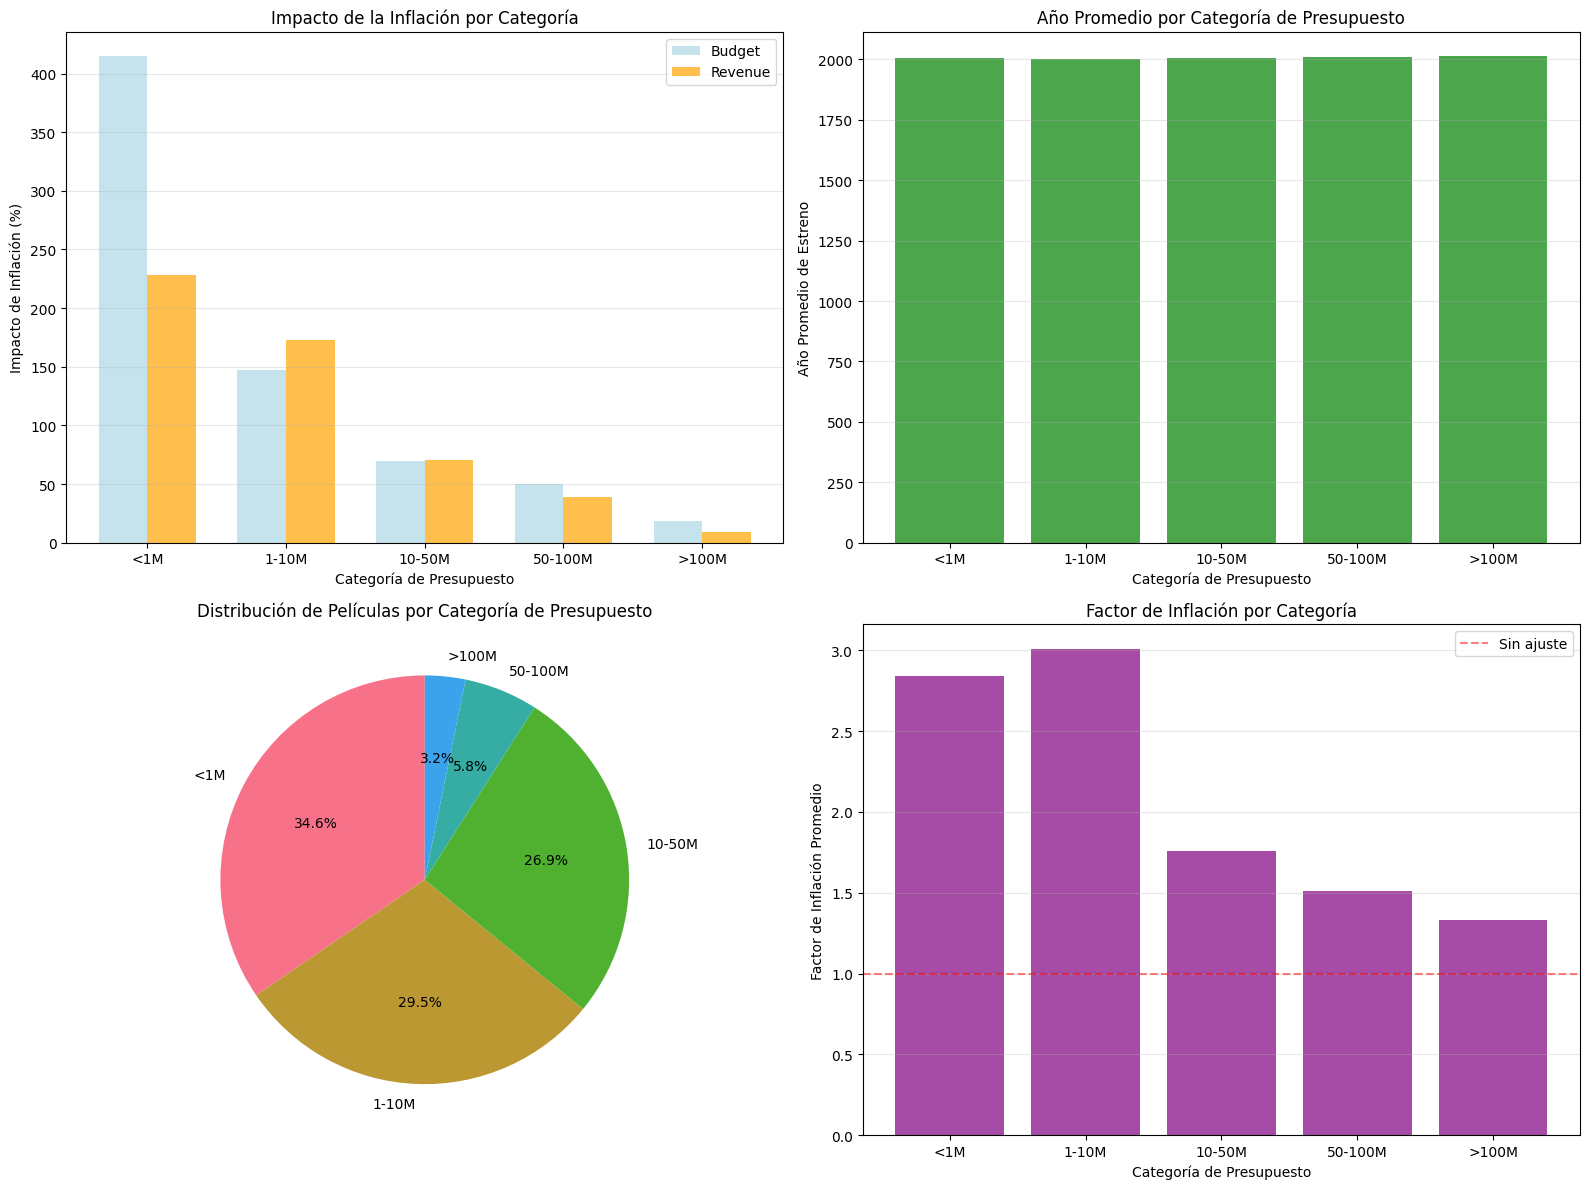 Impacto de la Inflación por Categoría
Budget
Revenue
Impacto de Inflación (%)
400
350
300
250
200
150
100
50
0
<1M
1-10M
10-50M
50-100M
>100M
Categoría de Presupuesto
Año Promedio por Categoría de Presupuesto
Año Promedio de Estreno
2000
1750
1500
1250
1000
750
500
250
0
<1M
1-10M
10-50M
50-100M
>100M
Categoría de Presupuesto
Distribución de Películas por Categoría de Presupuesto
>100M
50-100M
3.2%
5.8%
<1M
34.6%
10-50M
26.9%
29.5%
1-10M
Factor de Inflación por Categoría
Sin ajuste
Factor de Inflación Promedio
3.0
2.5
2.0
1.5
1.0
0.5
0.0
<1M
1-10M
10-50M
50-100M
>100M
Categoría de Presupuesto